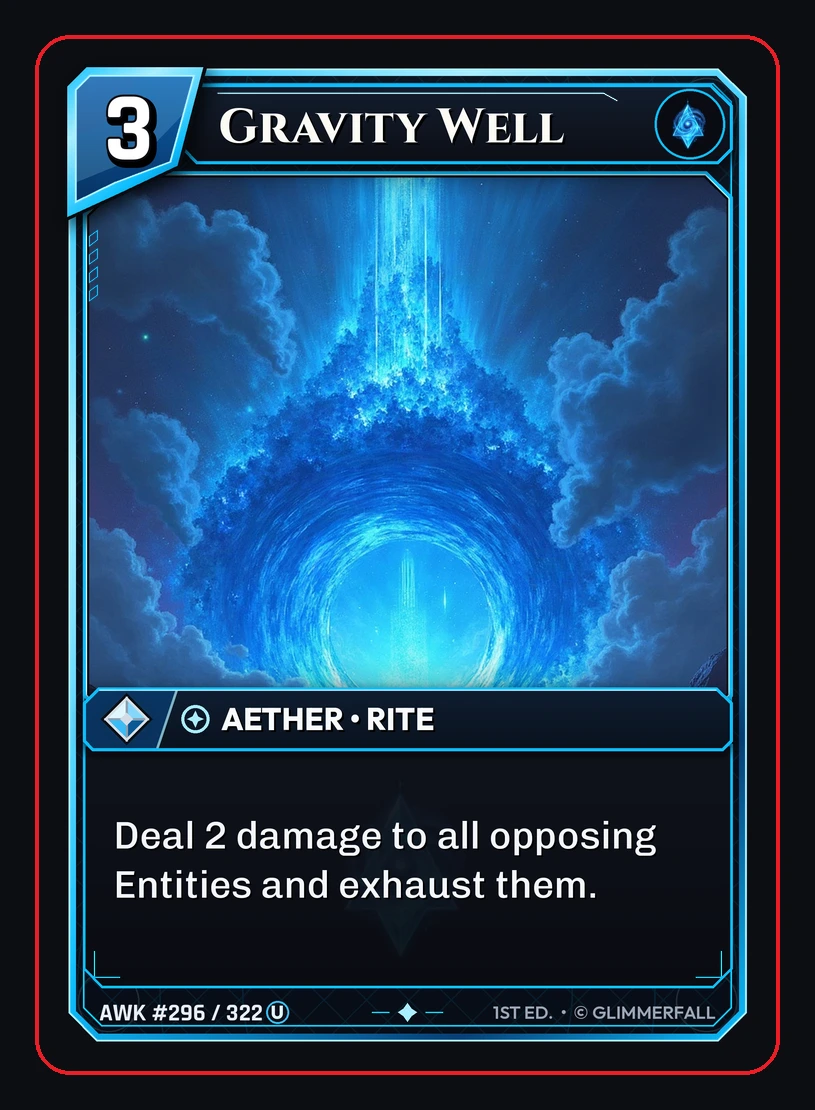 3
GRAVITY WELL
AETHER • RITE
Deal 2 damage to all opposing
Entities and exhaust them.
AWK #296 / 322 U
1ST ED. • © GLIMMERFALL